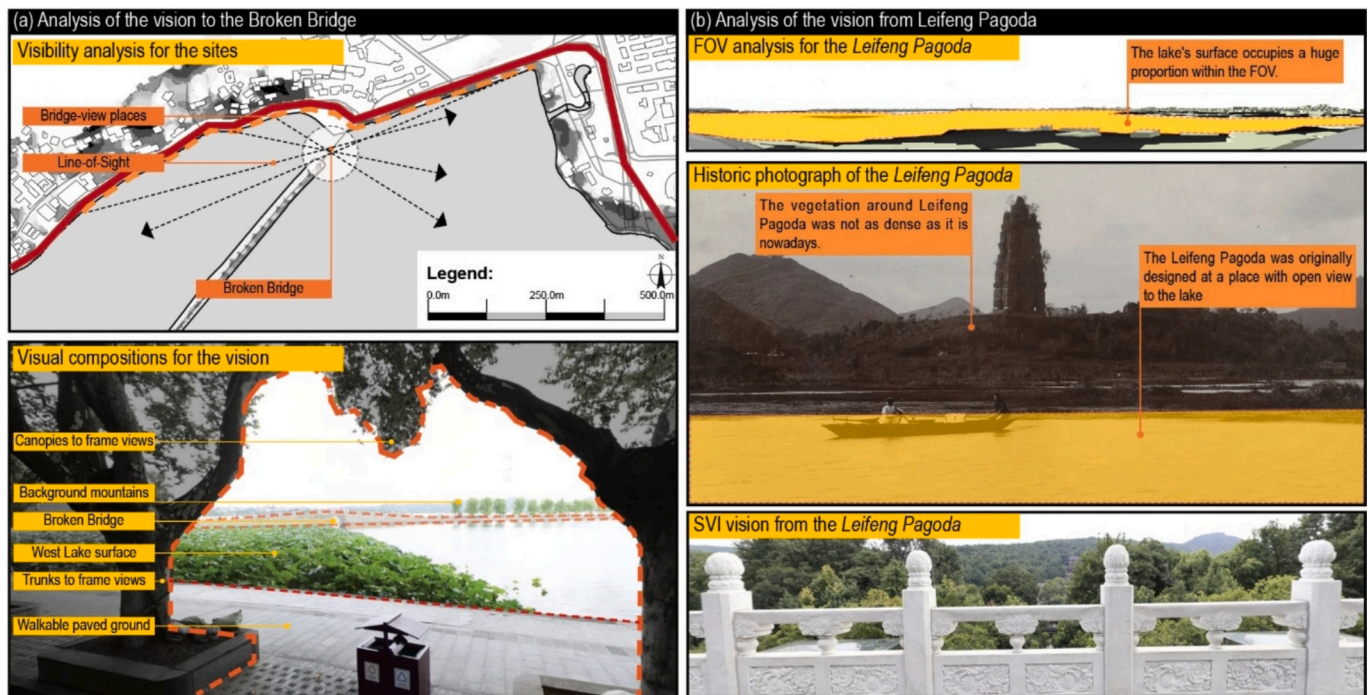 (a) Analysis of the vision to the Broken Bridge
Visibility analysis for the sites
Bridge-view places
Line-of-Sight
Broken Bridge
Legend:
0.0m 250.0m 500.0m
N
Visual compositions for the vision
Canopies to frame views
Background mountains
Broken Bridge
West Lake surface
Trunks to frame views
Walkable paved ground
(b) Analysis of the vision from Leifeng Pagoda
FOV analysis for the Leifeng Pagoda
The lake's surface occupies a huge
proportion within the FOV.
Historic photograph of the Leifeng Pagoda
The vegetation around Leifeng
Pagoda was not as dense as it is
nowadays.
The Leifeng Pagoda was originally
designed at a place with open view
to the lake
SVI vision from the Leifeng Pagoda